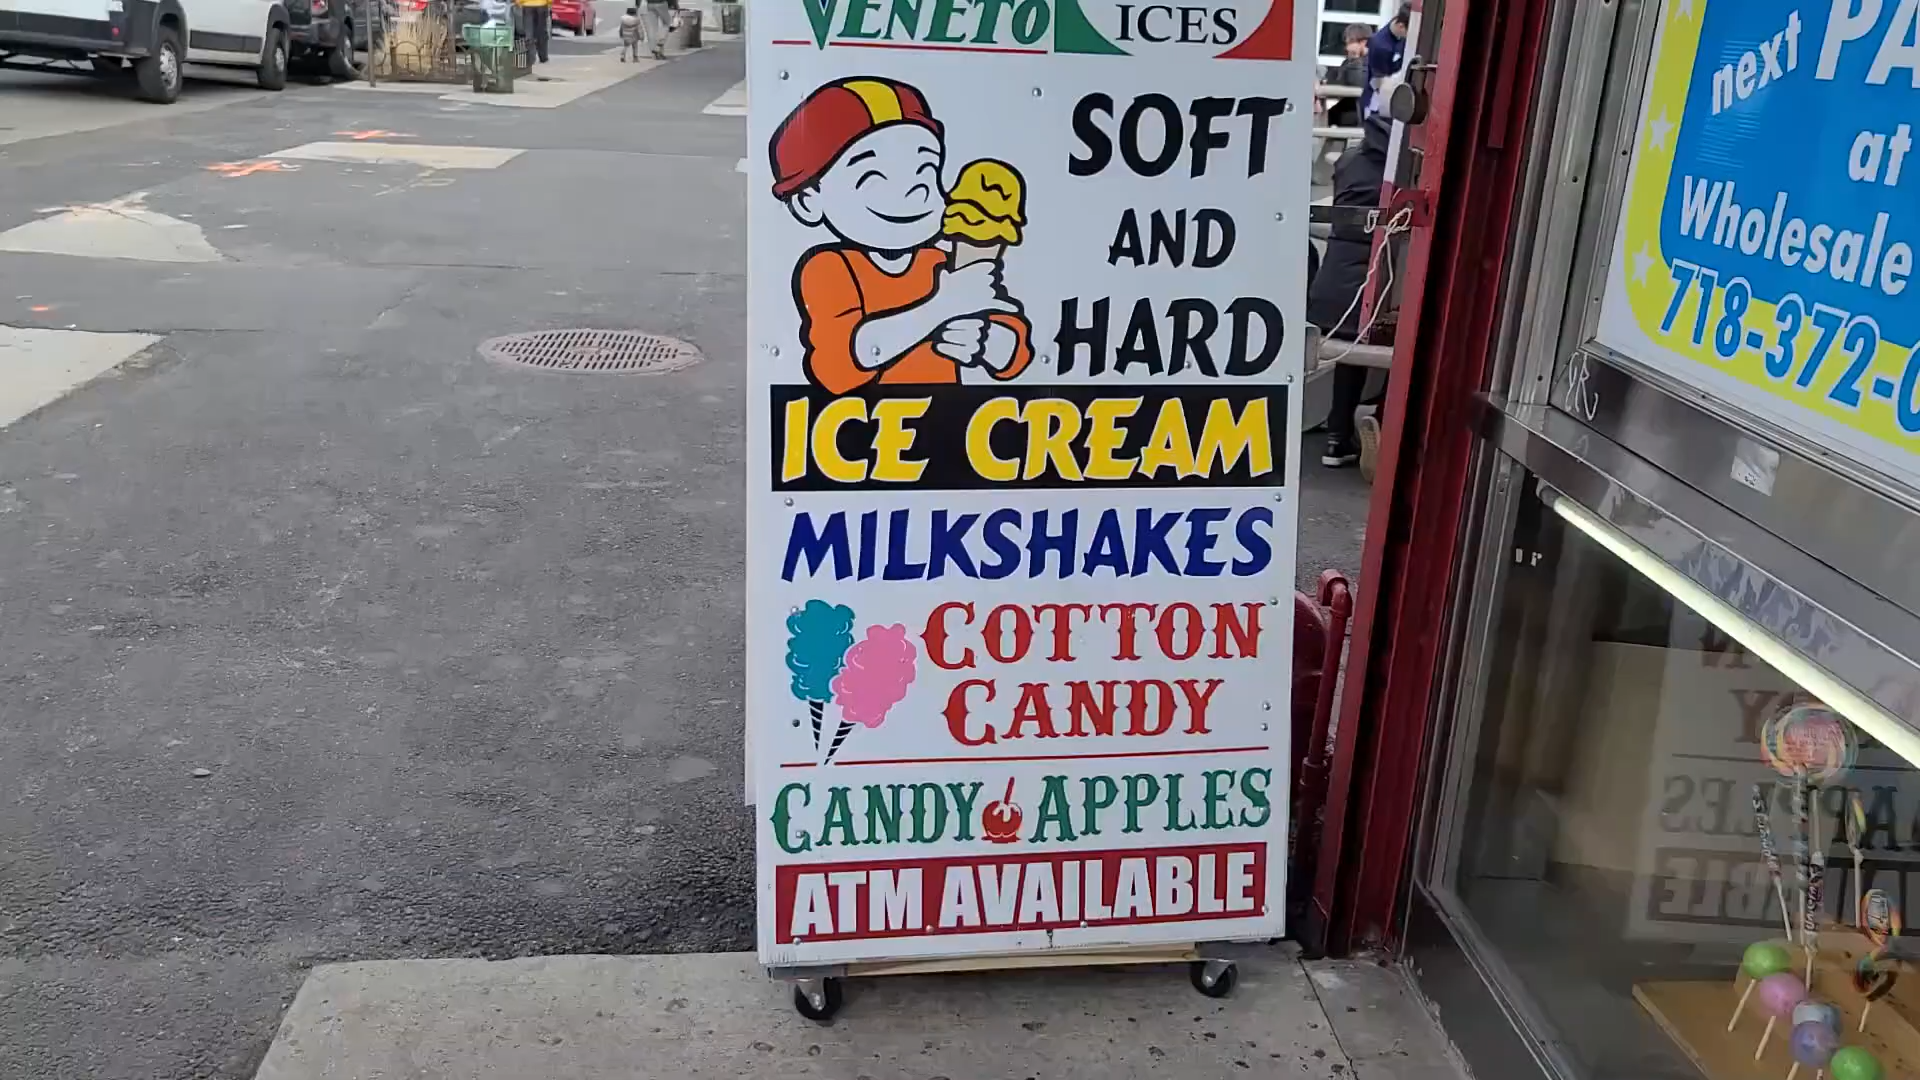 VENETO
ICES
SOFT
AND
HARD
ICE CREAM
MILKSHAKES
COTTON
CANDY
CANDY APPLES
ATM AVAILABLE
next
at
Wholesale
718-372-